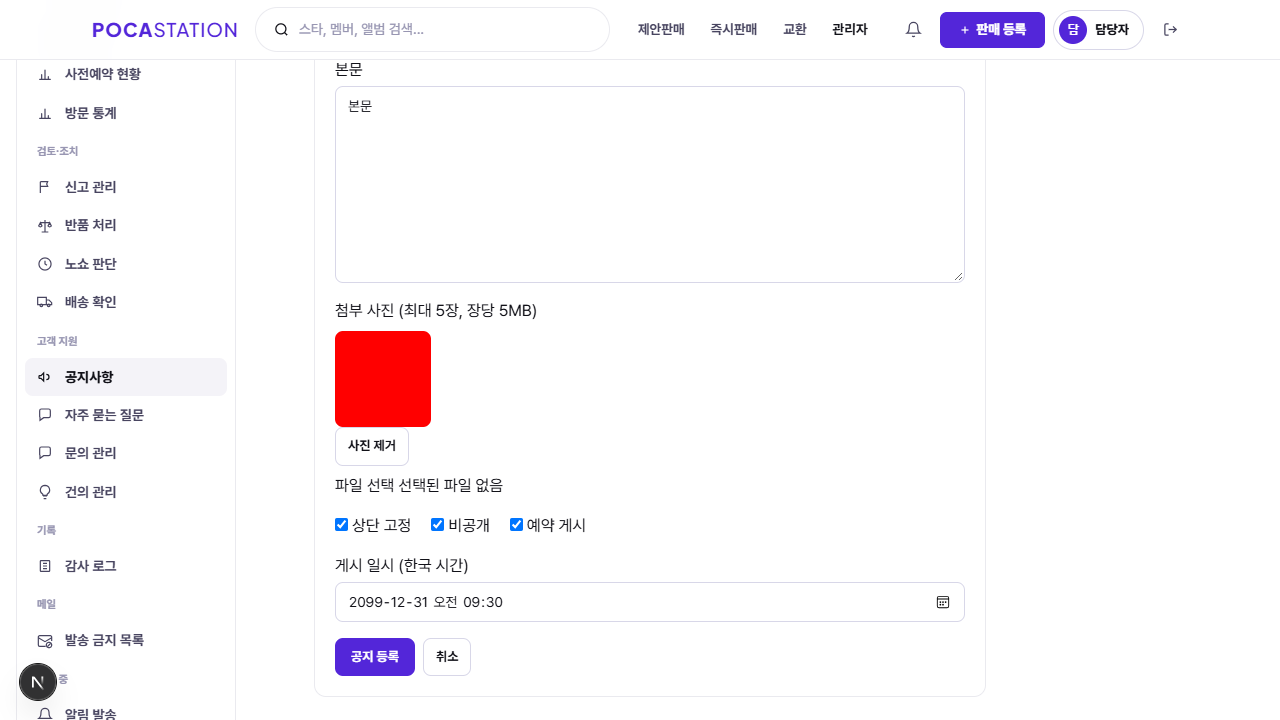 POCASTATION
스타, 멤버, 앨범 검색...
제안판매
즉시판매
교환
관리자
+ 판매 등록
담
담당자
사전예약 현황
방문 통계
검토·조치
신고 관리
반품 처리
노쇼 판단
배송 확인
고객 지원
공지사항
자주 묻는 질문
문의 관리
건의 관리
기록
감사 로그
메일
발송 금지 목록
중
알림 발송
N
본문
본문
첨부 사진 (최대 5장, 장당 5MB)
사진 제거
파일 선택 선택된 파일 없음
상단 고정
비공개
예약 게시
게시 일시 (한국 시간)
2099-12-31 오전 09:30
공지 등록
취소